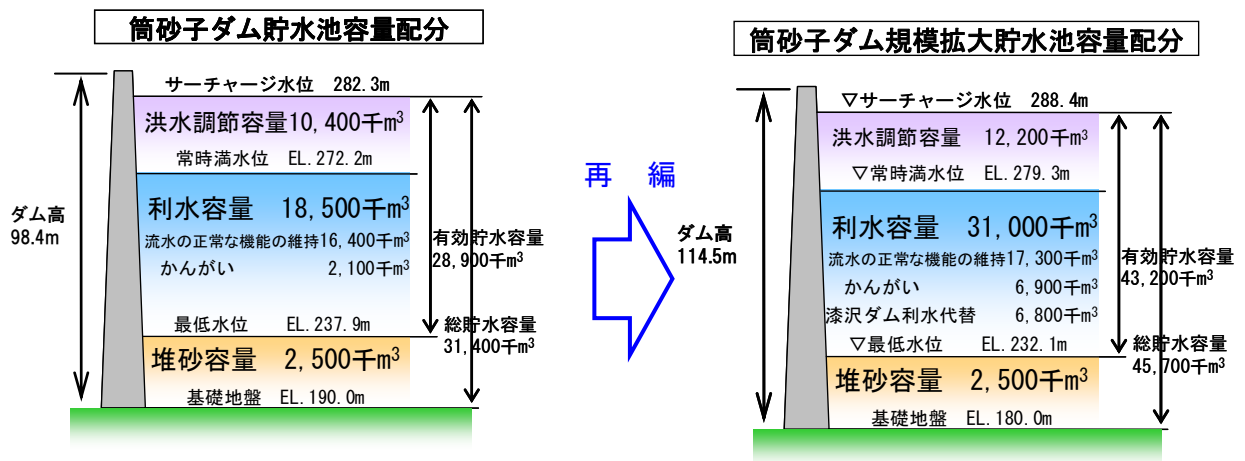 筒砂子ダム貯水池容量配分
サーチャージ水位 282.3m
洪水調節容量10,400千m³
常時満水位 EL.272.2m
ダム高
98.4m
利水容量 18,500千m³
流水の正常な機能の維持16,400千m³
かんがい 2,100千m³
有効貯水容量
28,900千m³
最低水位 EL.237.9m
総貯水容量
31,400千m³
堆砂容量 2,500千m³
基礎地盤 EL.190.0m
再 編
筒砂子ダム規模拡大貯水池容量配分
▽サーチャージ水位 288.4m
洪水調節容量 12,200千m³
▽常時満水位 EL.279.3m
ダム高
114.5m
利水容量 31,000千m³
流水の正常な機能の維持17,300千m³
かんがい 6,900千m³
漆沢ダム利水代替 6,800千m³
有効貯水容量
43,200千m³
▽最低水位 EL.232.1m
総貯水容量
45,700千m³
堆砂容量 2,500千m³
基礎地盤 EL.180.0m